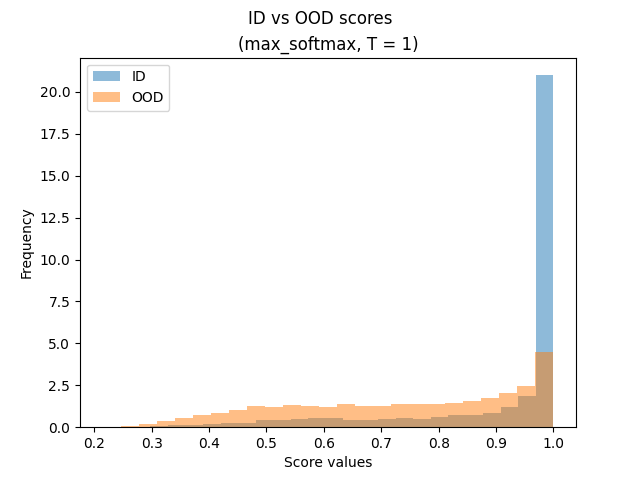 ID vs OOD scores
(max_softmax, T = 1)
ID
OOD
20.0
17.5
15.0
12.5
10.0
7.5
5.0
2.5
0.0
Frequency
0.2 0.3 0.4 0.5 0.6 0.7 0.8 0.9 1.0
Score values